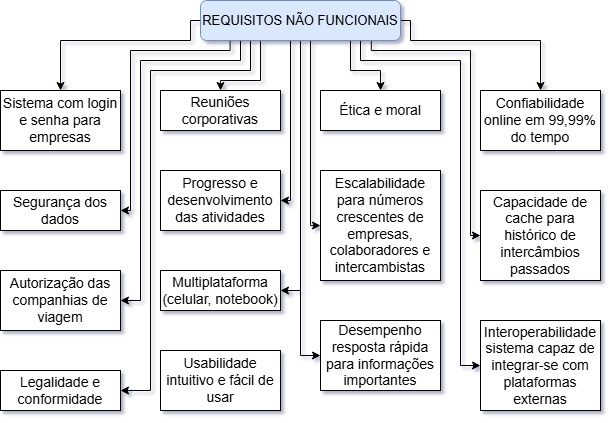 REQUISITOS NÃO FUNCIONAIS
Sistema com login
e senha para
empresas
Reuniões
corporativas
Ética e moral
Confiabilidade
online em 99,99%
do tempo
Segurança dos
dados
Progresso e
desenvolvimento
das atividades
Escalabilidade
para números
crescentes de
empresas,
colaboradores e
intercambistas
Capacidade de
cache para
histórico de
intercâmbios
passados
Autorização das
companhias de
viagem
Multiplataforma
(celular, notebook)
Desempenho
resposta rápida
para informações
importantes
Interoperabilidade
sistema capaz de
integrar-se com
plataformas
externas
Legalidade e
conformidade
Usabilidade
intuitivo e fácil de
usar